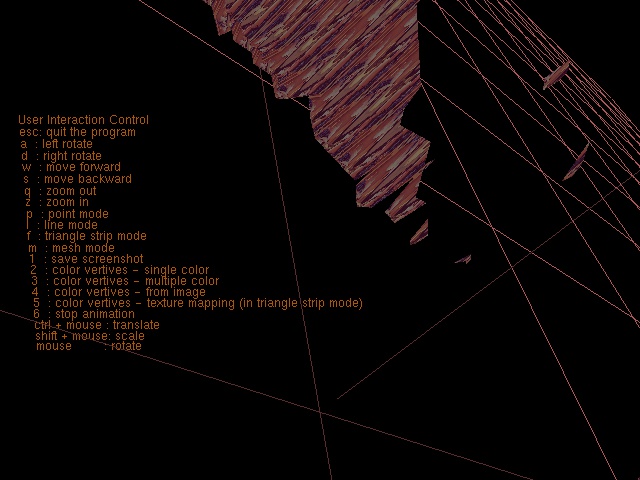 User Interaction Control
esc: quit the program
a : left rotate
d : right rotate
w : move forward
s : move backward
q : zoom out
z : zoom in
p : point mode
l : line mode
f : triangle strip mode
m : mesh mode
1 : save screenshot
2 : color vertives - single color
3 : color vertives - multiple color
4 : color vertives - from image
5 : color vertives - texture mapping (in triangle strip mode)
6 : stop animation
ctrl + mouse : translate
shift + mouse: scale
mouse : rotate